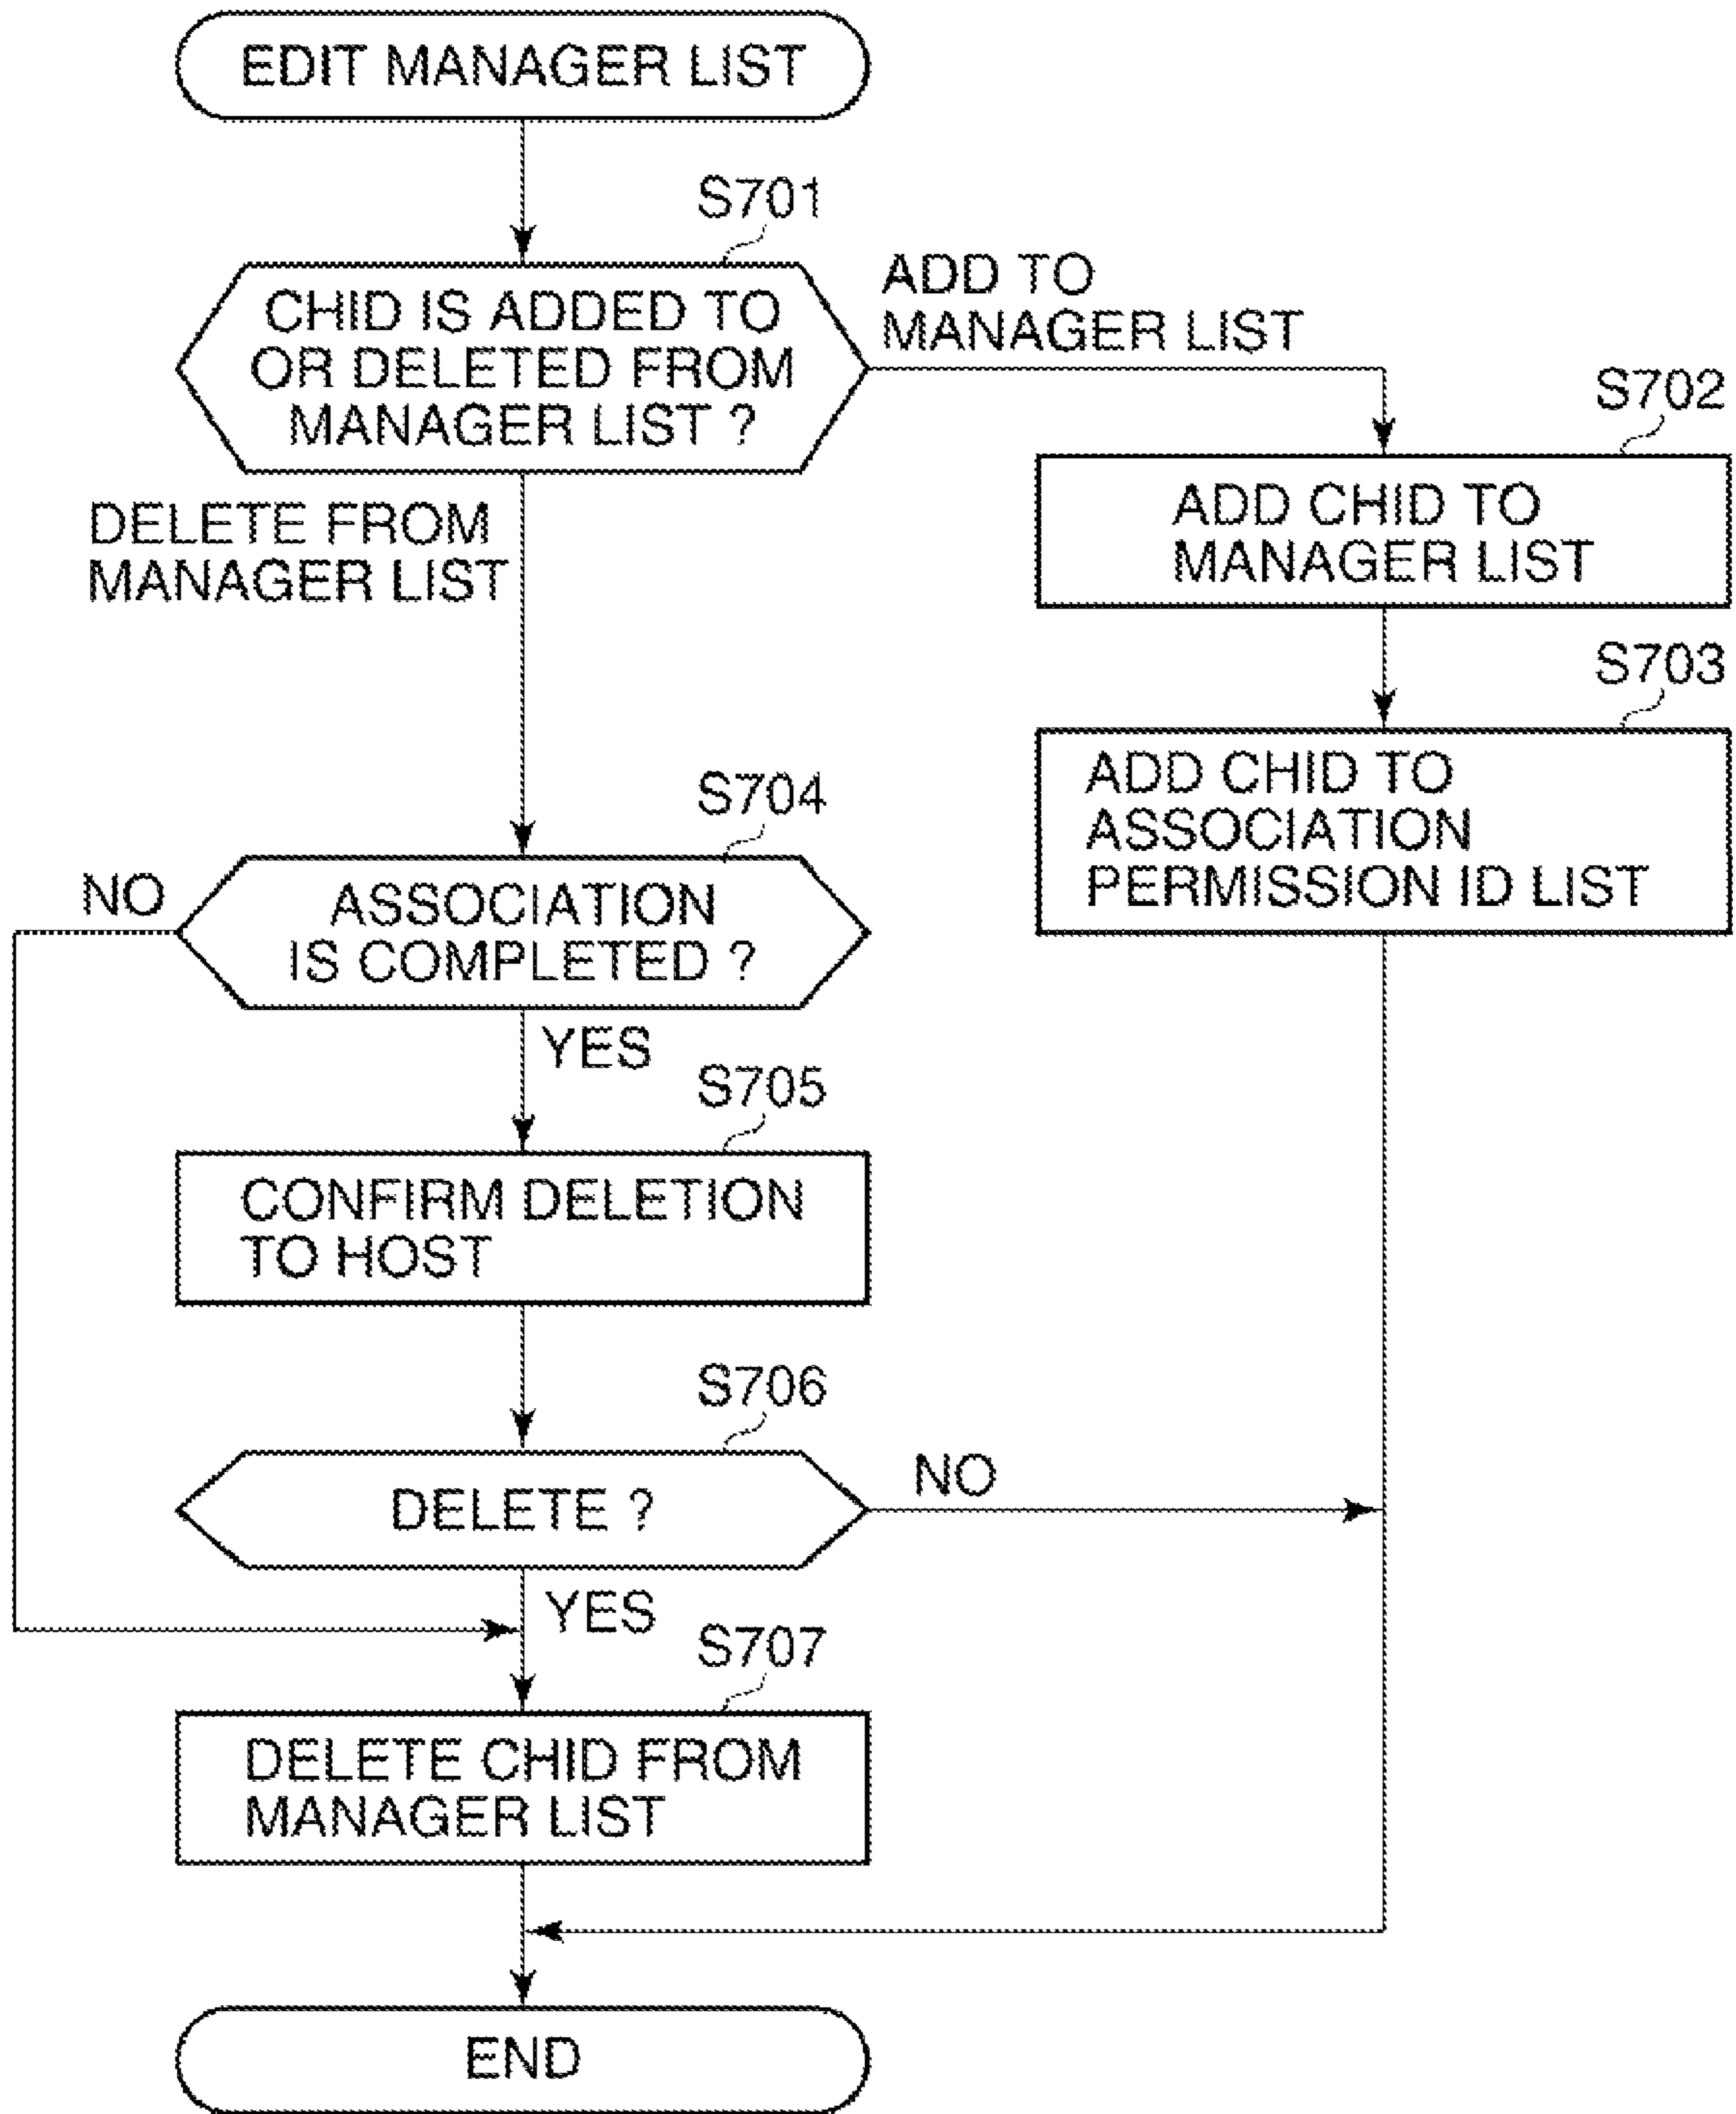 EDIT MANAGER LIST
S701
CHID IS ADDED TO
OR DELETED FROM
MANAGER LIST ?
ADD TO
MANAGER LIST
S702
ADD CHID TO
MANAGER LIST
DELETE FROM
MANAGER LIST
S703
ADD CHID TO
ASSOCIATION
PERMISSION ID LIST
S704
NO
ASSOCIATION
IS COMPLETED ?
YES
S705
CONFIRM DELETION
TO HOST
S706
DELETE ?
NO
YES
S707
DELETE CHID FROM
MANAGER LIST
END